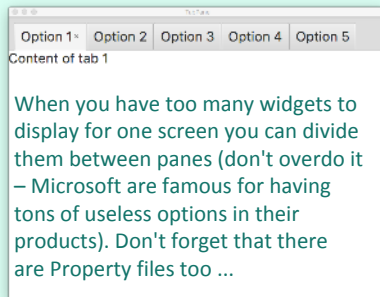 Option 1× Option 2 Option 3 Option 4 Option 5
Content of tab 1
When you have too many widgets to
display for one screen you can divide
them between panes (don't overdo it
– Microsoft are famous for having
tons of useless options in their
products). Don't forget that there
are Property files too ...